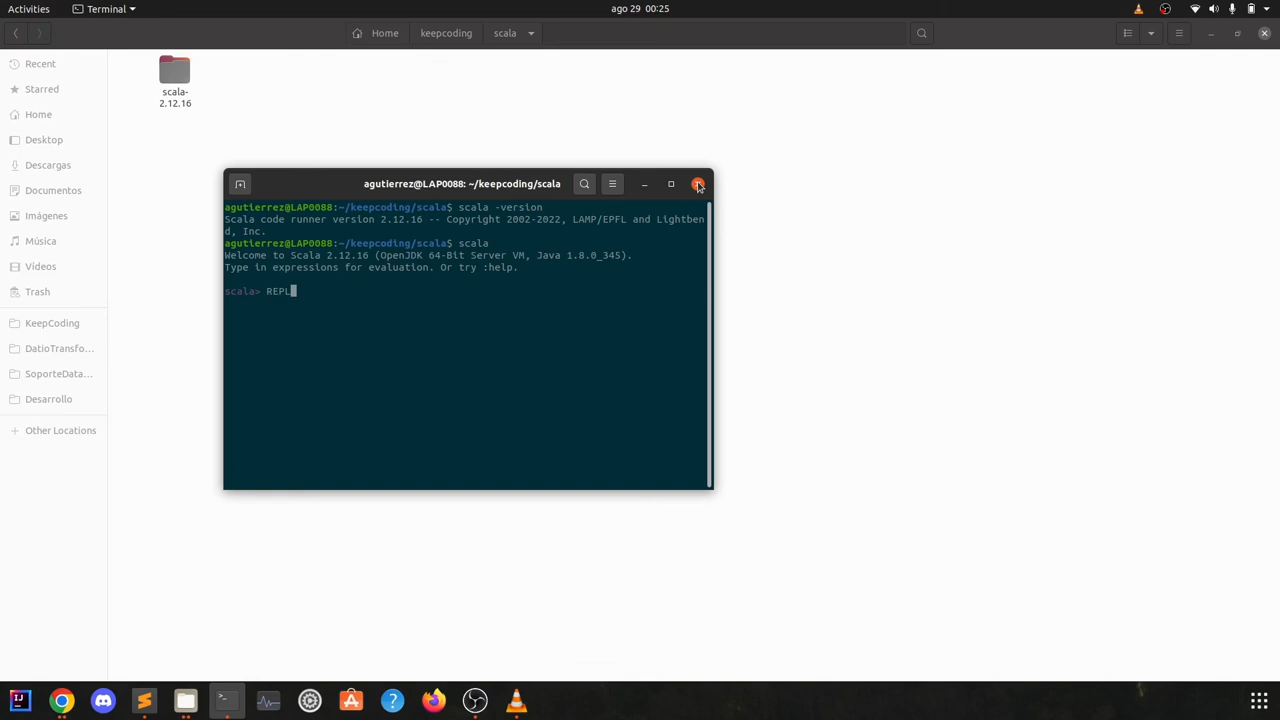 Activities
Terminal
ago 29 00:25
Home
keepcoding
scala
Recent
Starred
Home
Desktop
Descargas
Documentos
Imágenes
Música
Videos
Trash
KeepCoding
DatioTransfo...
SoporteData...
Desarrollo
Other Locations
scala-
2.12.16
agutierrez@LAP0088: ~/keepcoding/scala
agutierrez@LAP0088:~/keepcoding/scala$ scala -version
Scala code runner version 2.12.16 -- Copyright 2002-2022, LAMP/EPFL and Lightben
d, Inc.
agutierrez@LAP0088:~/keepcoding/scala$ scala
Welcome to Scala 2.12.16 (OpenJDK 64-Bit Server VM, Java 1.8.0_345).
Type in expressions for evaluation. Or try :help.
scala> REPL